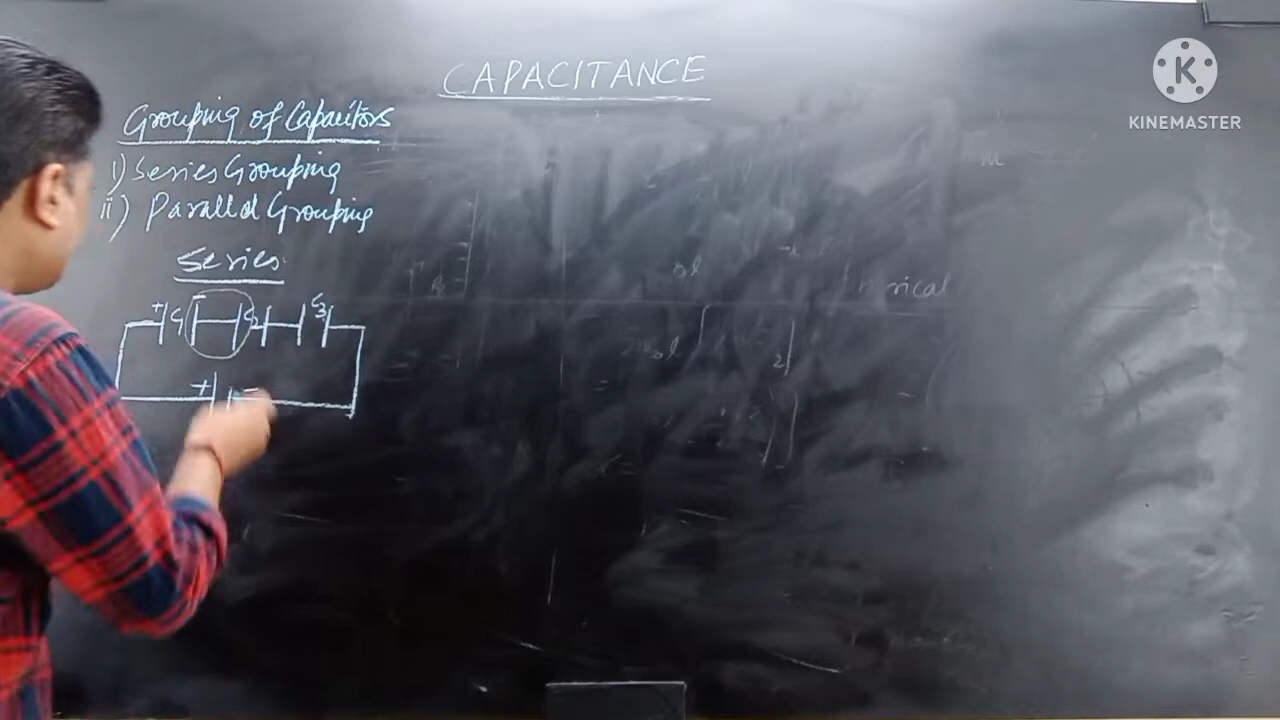 CAPACITANCE
KINEMASTER
Grouping of Capacitors
i) Series Grouping
ii) Parallel Grouping
Series
+ C1 C2 C3
+ -